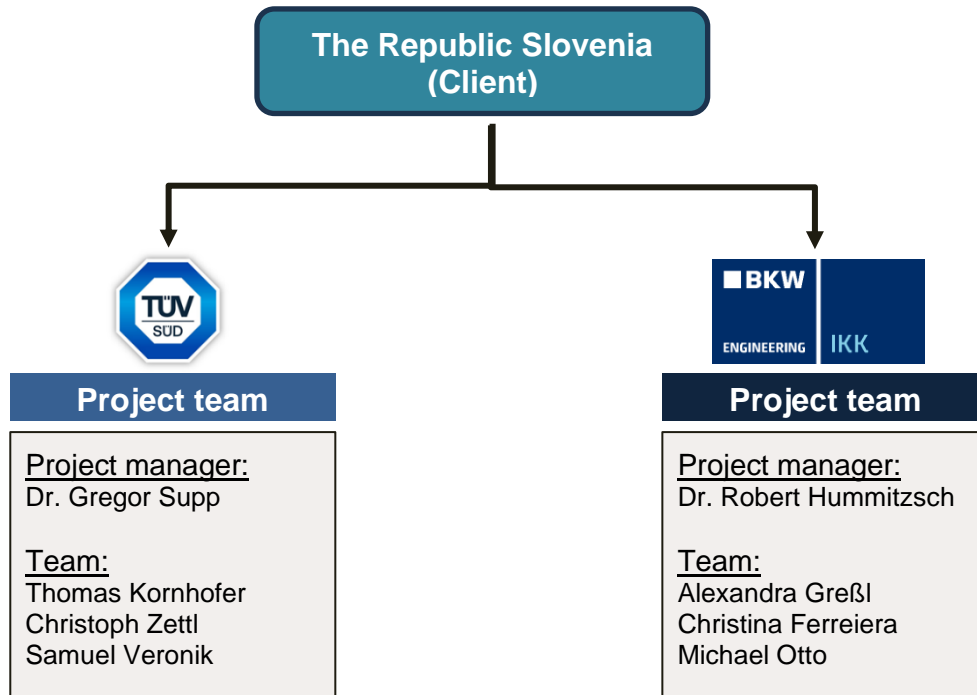 The Republic Slovenia
(Client)
TÜV
SÜD
Project team
Project manager:
Dr. Gregor Supp
Team:
Thomas Kornhofer
Christoph Zettl
Samuel Veronik
BKW
ENGINEERING
IKK
Project team
Project manager:
Dr. Robert Hummitzsch
Team:
Alexandra Greßl
Christina Ferreiera
Michael Otto